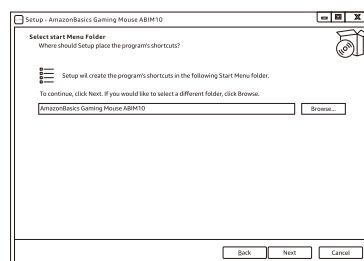 Setup - AmazonBasics Gaming Mouse ABIM10
Select start Menu Folder
Where should Setup place the program's shortcuts?
Setup wil create the program's shortcuts in the following Start Menu folder.
To continue, click Next. If you would like to select a different folder, click Browse.
AmazonBasics Gaming Mouse ABIM10
Browse...
Back
Next
Cancel